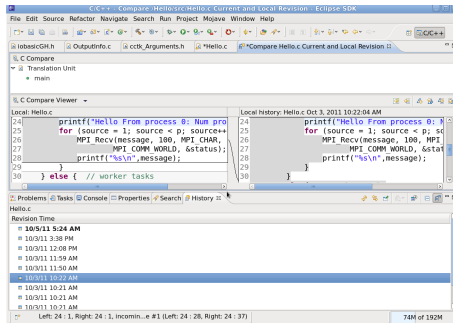 C/C++ - Compare Hello/src/Hello.c Current and Local Revision - Eclipse SDK
File Edit Source Refactor Navigate Search Run Project Mojave Window Help
C/C++
iobasicGH.h OutputInfo.c cctk_Arguments.h *Hello.c *Compare Hello.c Current and Local Revision
C Compare
Translation Unit
main
C Compare Viewer
Local: Hello.c Local history: Hello.c Oct 3, 2011 10:22:04 AM
24 printf("Hello From process 0: Num pro 24 printf("Hello From process 0: N
25 for (source = 1; source < p; source++ 25 for (source = 1; source < p; so
26 MPI_Recv(message, 100, MPI_CHAR, 26 MPI_Recv(message, 100, MPI
27 MPI_COMM_WORLD, &status); 27 MPI_COMM_WORLD, &stat
28 printf("%s\n",message); 28 printf("%s\n",message);
29 } 29 }
30 } else { // worker tasks 30 }
Problems Tasks Console Properties Search History
Hello.c
Revision Time
10/5/11 5:24 AM
10/3/11 3:38 PM
10/3/11 12:08 PM
10/3/11 11:59 AM
10/3/11 11:50 AM
10/3/11 10:22 AM
10/3/11 10:21 AM
10/3/11 10:21 AM
10/3/11 10:21 AM
Left: 24 : 1, Right: 24 : 1, incomin...e #1 (Left: 24 : 28, Right: 24 : 37) 74M of 192M